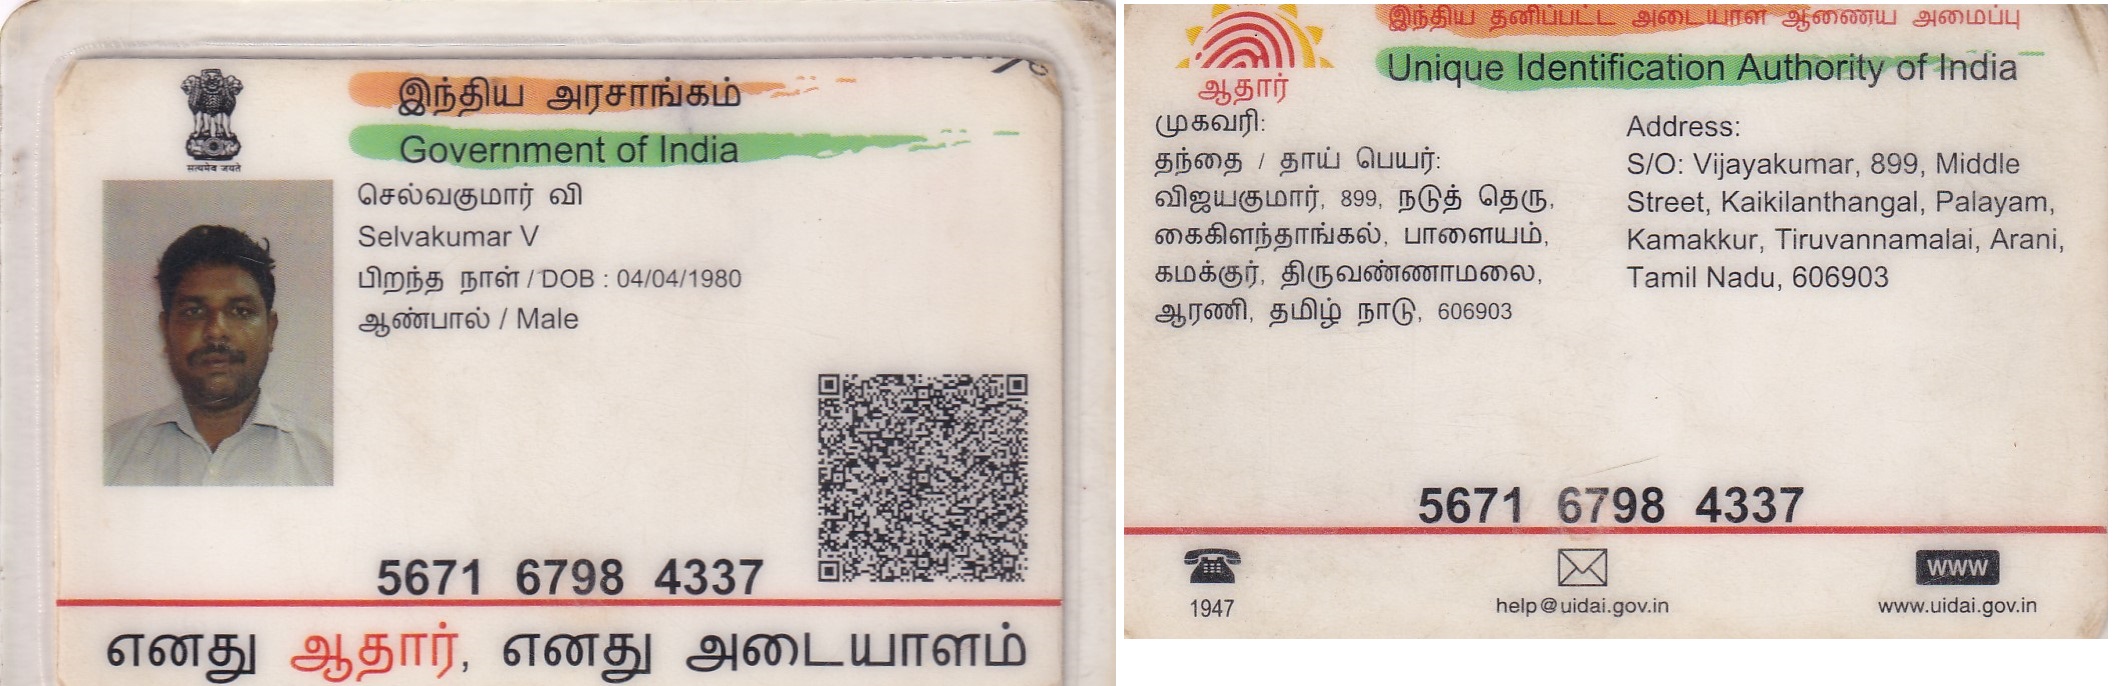 இந்திய அரசாங்கம்
Government of India
सत्यमेव जयते
செல்வகுமார் வி
Selvakumar V
பிறந்த நாள் / DOB : 04/04/1980
ஆண்பால் / Male
5671 6798 4337
எனது ஆதார், எனது அடையாளம்
இந்திய தனிப்பட்ட அடையாள ஆணைய அமைப்பு
Unique Identification Authority of India
ஆதார்
முகவரி:
தந்தை / தாய் பெயர்:
விஜயகுமார், 899, நடுத் தெரு,
கைகிளந்தாங்கல், பாளையம்,
கமக்குர், திருவண்ணாமலை,
ஆரணி, தமிழ் நாடு, 606903
Address:
S/O: Vijayakumar, 899, Middle
Street, Kaikilanthangal, Palayam,
Kamakkur, Tiruvannamalai, Arani,
Tamil Nadu, 606903
5671 6798 4337
1947
help@uidai.gov.in
www
www.uidai.gov.in